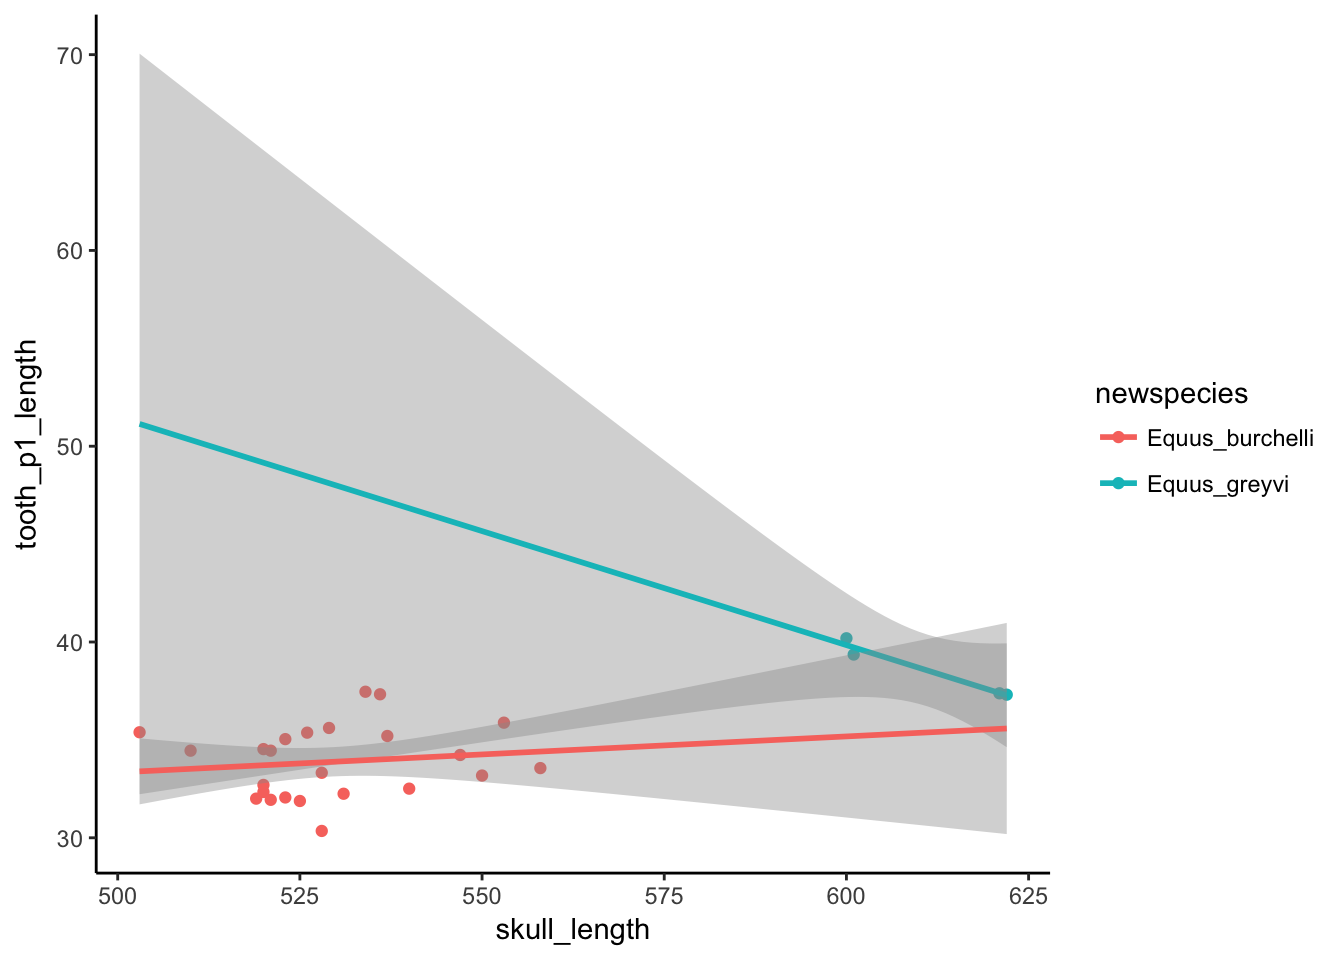 70
60
50
40
30
tooth_p1_length
500 525 550 575 600 625
skull_length
newspecies
Equus_burchelli
Equus_greyvi